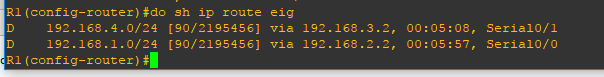 R1(config-router)#do sh ip route eig
D    192.168.4.0/24 [90/2195456] via 192.168.3.2, 00:05:08, Serial0/1
D    192.168.1.0/24 [90/2195456] via 192.168.2.2, 00:05:57, Serial0/0
R1(config-router)#